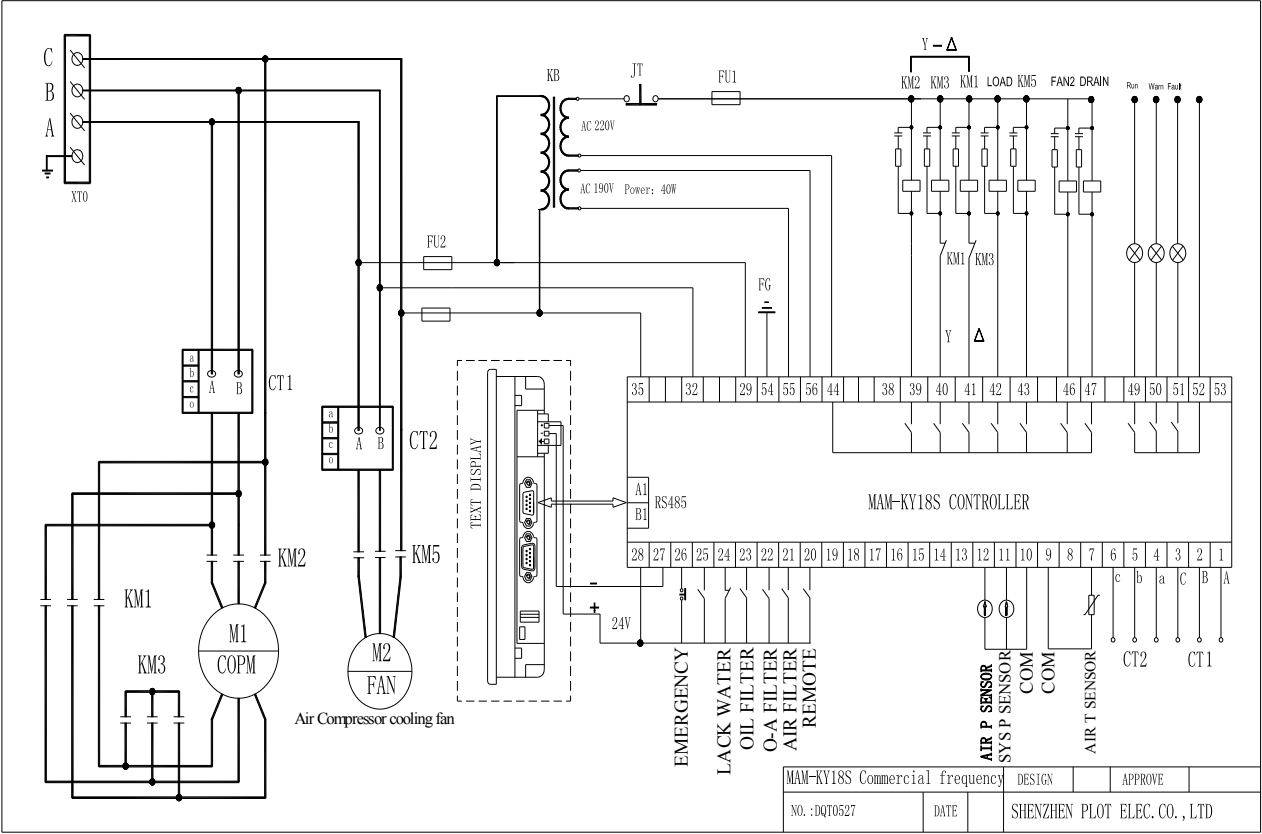 C
B
A
XT0
KB
JT
FU1
Y - Δ
KM2 KM3 KM1 LOAD KM5 FAN2 DRAIN
Run Warn Fault
AC 220V
AC 190V Power: 40W
FU2
KM1 KM3
FG
Y Δ
a
b
c
o
A B
CT1
a
b
c
o
A B
CT2
35 32 29 54 55 56 44 38 39 40 41 42 43 46 47 49 50 51 52 53
TEXT DISPLAY
A1
B1
RS485
MAM-KY18S CONTROLLER
28 27 26 25 24 23 22 21 20 19 18 17 16 15 14 13 12 11 10 9 8 7 6 5 4 3 2 1
c b a C B A
KM2
KM5
KM1
KM3
M1
COPM
M2
FAN
Air Compressor cooling fan
-
+
24V
EMERGENCY
LACK WATER
OIL FILTER
O-A FILTER
AIR FILTER
REMOTE
AIR P SENSOR
SYS P SENSOR
COM
COM
AIR T SENSOR
CT2 CT1
MAM-KY18S Commercial frequency DESIGN APPROVE
NO.:DQT0527 DATE SHENZHEN PLOT ELEC.CO.,LTD